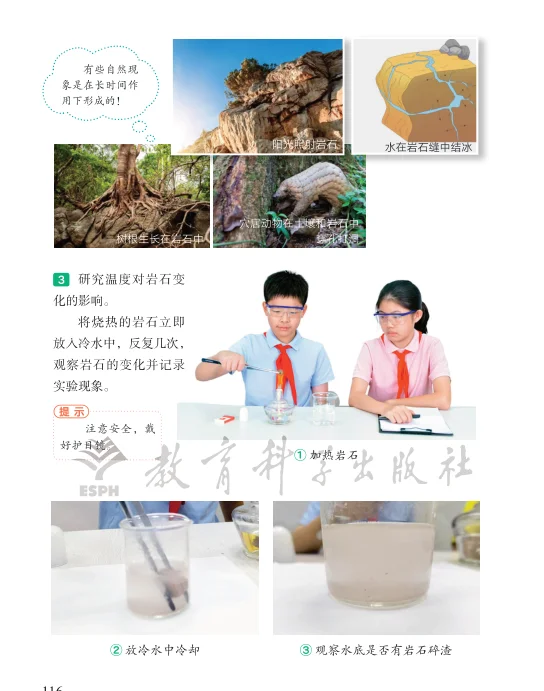 有些自然现
象是在长时间作
用下形成的！
阳光照射岩石
水在岩石缝中结冰
树根生长在岩石中
穴居动物在土壤和岩石中
钻孔打洞
3 研究温度对岩石变
化的影响。
将烧热的岩石立即
放入冷水中，反复几次，
观察岩石的变化并记录
实验现象。
提示
注意安全，戴
好护目镜。
① 加热岩石
ESPH 教育科学出版社
② 放冷水中冷却
③ 观察水底是否有岩石碎渣
116